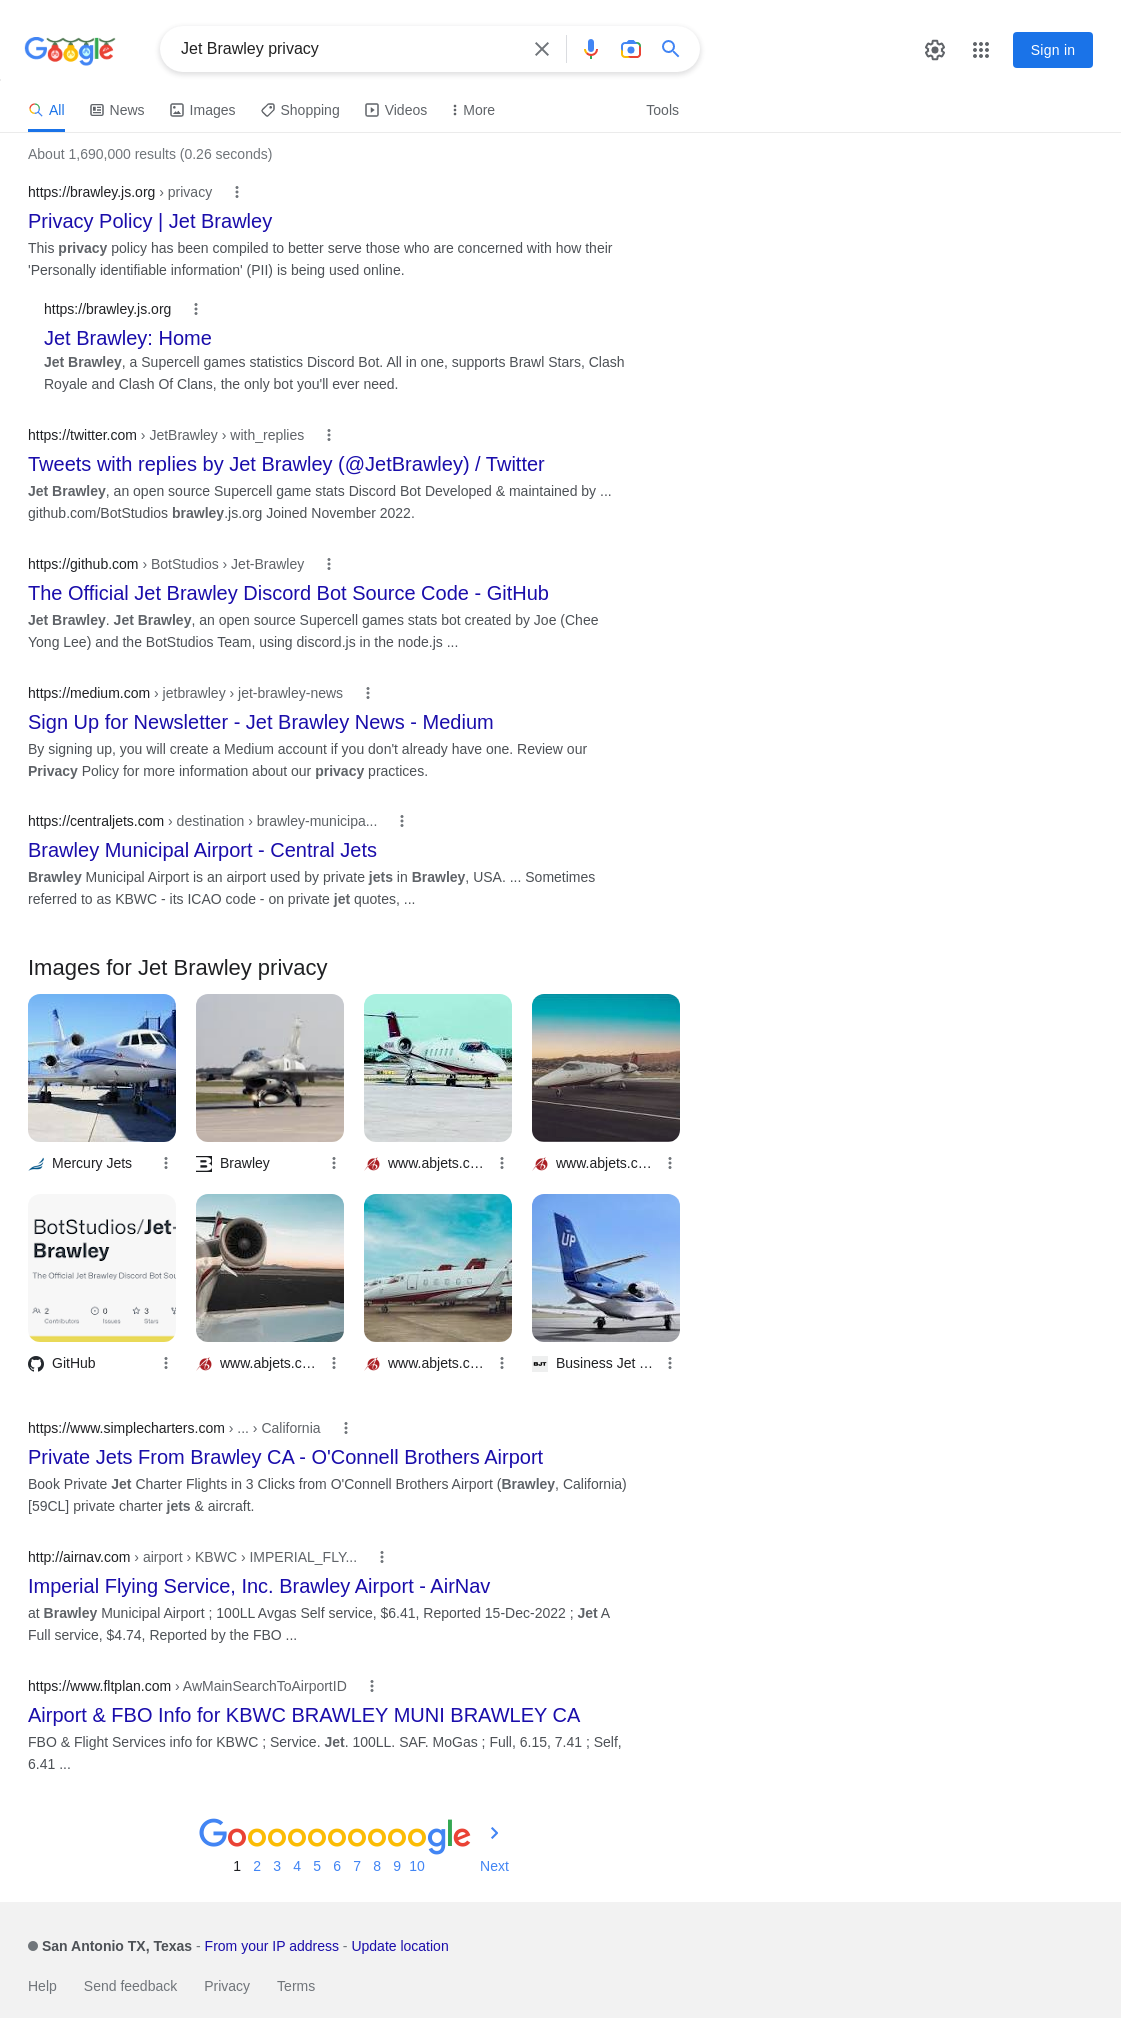 Google
Jet Brawley privacy
Sign in
All
News
Images
Shopping
Videos
More
Tools
About 1,690,000 results (0.26 seconds)
https://brawley.js.org › privacy
Privacy Policy | Jet Brawley
This privacy policy has been compiled to better serve those who are concerned with how their
'Personally identifiable information' (PII) is being used online.
https://brawley.js.org
Jet Brawley: Home
Jet Brawley, a Supercell games statistics Discord Bot. All in one, supports Brawl Stars, Clash
Royale and Clash Of Clans, the only bot you'll ever need.
https://twitter.com › JetBrawley › with_replies
Tweets with replies by Jet Brawley (@JetBrawley) / Twitter
Jet Brawley, an open source Supercell game stats Discord Bot Developed & maintained by ...
github.com/BotStudios brawley.js.org Joined November 2022.
https://github.com › BotStudios › Jet-Brawley
The Official Jet Brawley Discord Bot Source Code - GitHub
Jet Brawley. Jet Brawley, an open source Supercell games stats bot created by Joe (Chee
Yong Lee) and the BotStudios Team, using discord.js in the node.js ...
https://medium.com › jetbrawley › jet-brawley-news
Sign Up for Newsletter - Jet Brawley News - Medium
By signing up, you will create a Medium account if you don't already have one. Review our
Privacy Policy for more information about our privacy practices.
https://centraljets.com › destination › brawley-municipa...
Brawley Municipal Airport - Central Jets
Brawley Municipal Airport is an airport used by private jets in Brawley, USA. ... Sometimes
referred to as KBWC - its ICAO code - on private jet quotes, ...
Images for Jet Brawley privacy
Mercury Jets
Brawley
www.abjets.c...
www.abjets.c...
BotStudios/Jet-
Brawley
The Official Jet Brawley Discord Bot Sou
2
Contributors
0
Issues
3
Stars
UP
GitHub
www.abjets.c...
www.abjets.c...
BJT
Business Jet ...
https://www.simplecharters.com › ... › California
Private Jets From Brawley CA - O'Connell Brothers Airport
Book Private Jet Charter Flights in 3 Clicks from O'Connell Brothers Airport (Brawley, California)
[59CL] private charter jets & aircraft.
http://airnav.com › airport › KBWC › IMPERIAL_FLY...
Imperial Flying Service, Inc. Brawley Airport - AirNav
at Brawley Municipal Airport ; 100LL Avgas Self service, $6.41, Reported 15-Dec-2022 ; Jet A
Full service, $4.74, Reported by the FBO ...
https://www.fltplan.com › AwMainSearchToAirportID
Airport & FBO Info for KBWC BRAWLEY MUNI BRAWLEY CA
FBO & Flight Services info for KBWC ; Service. Jet. 100LL. SAF. MoGas ; Full, 6.15, 7.41 ; Self,
6.41 ...
Goooooooooogle
1 2 3 4 5 6 7 8 9 10 Next
San Antonio TX, Texas - From your IP address - Update location
Help
Send feedback
Privacy
Terms